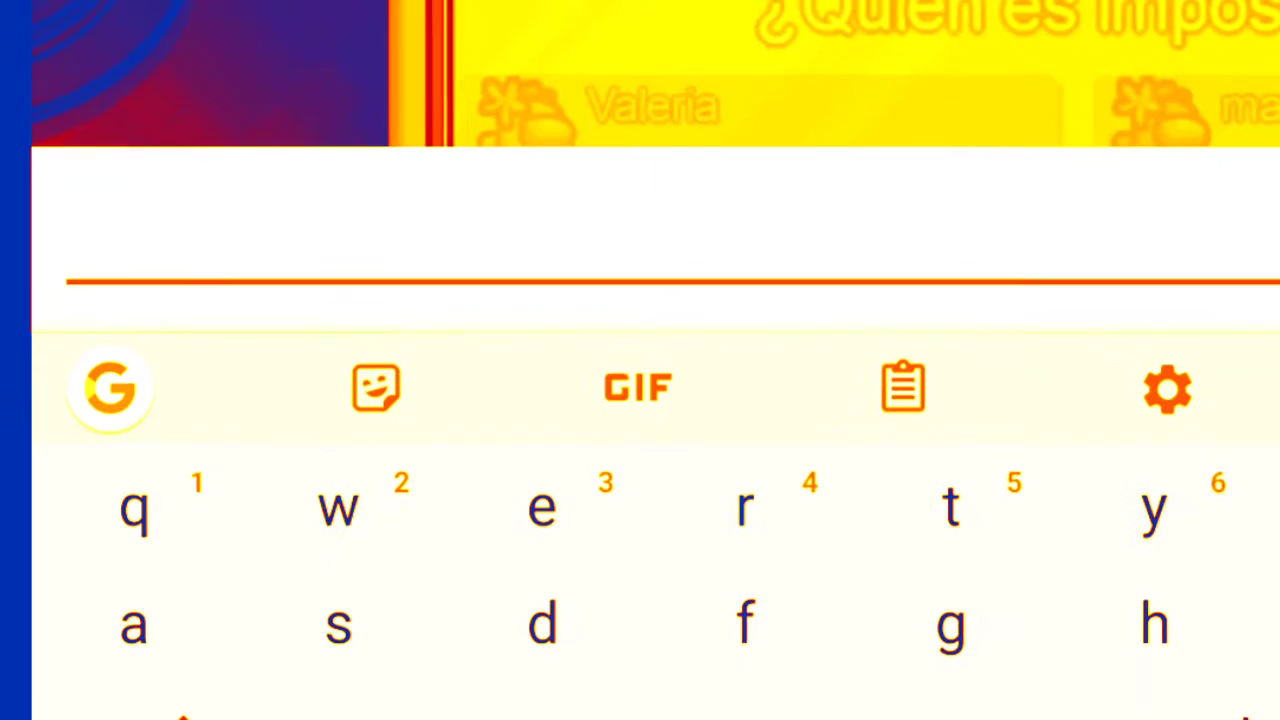 ¿Quién es impos
Valeria
ma
GIF
q 1 w 2 e 3 r 4 t 5 y 6
a s d f g h